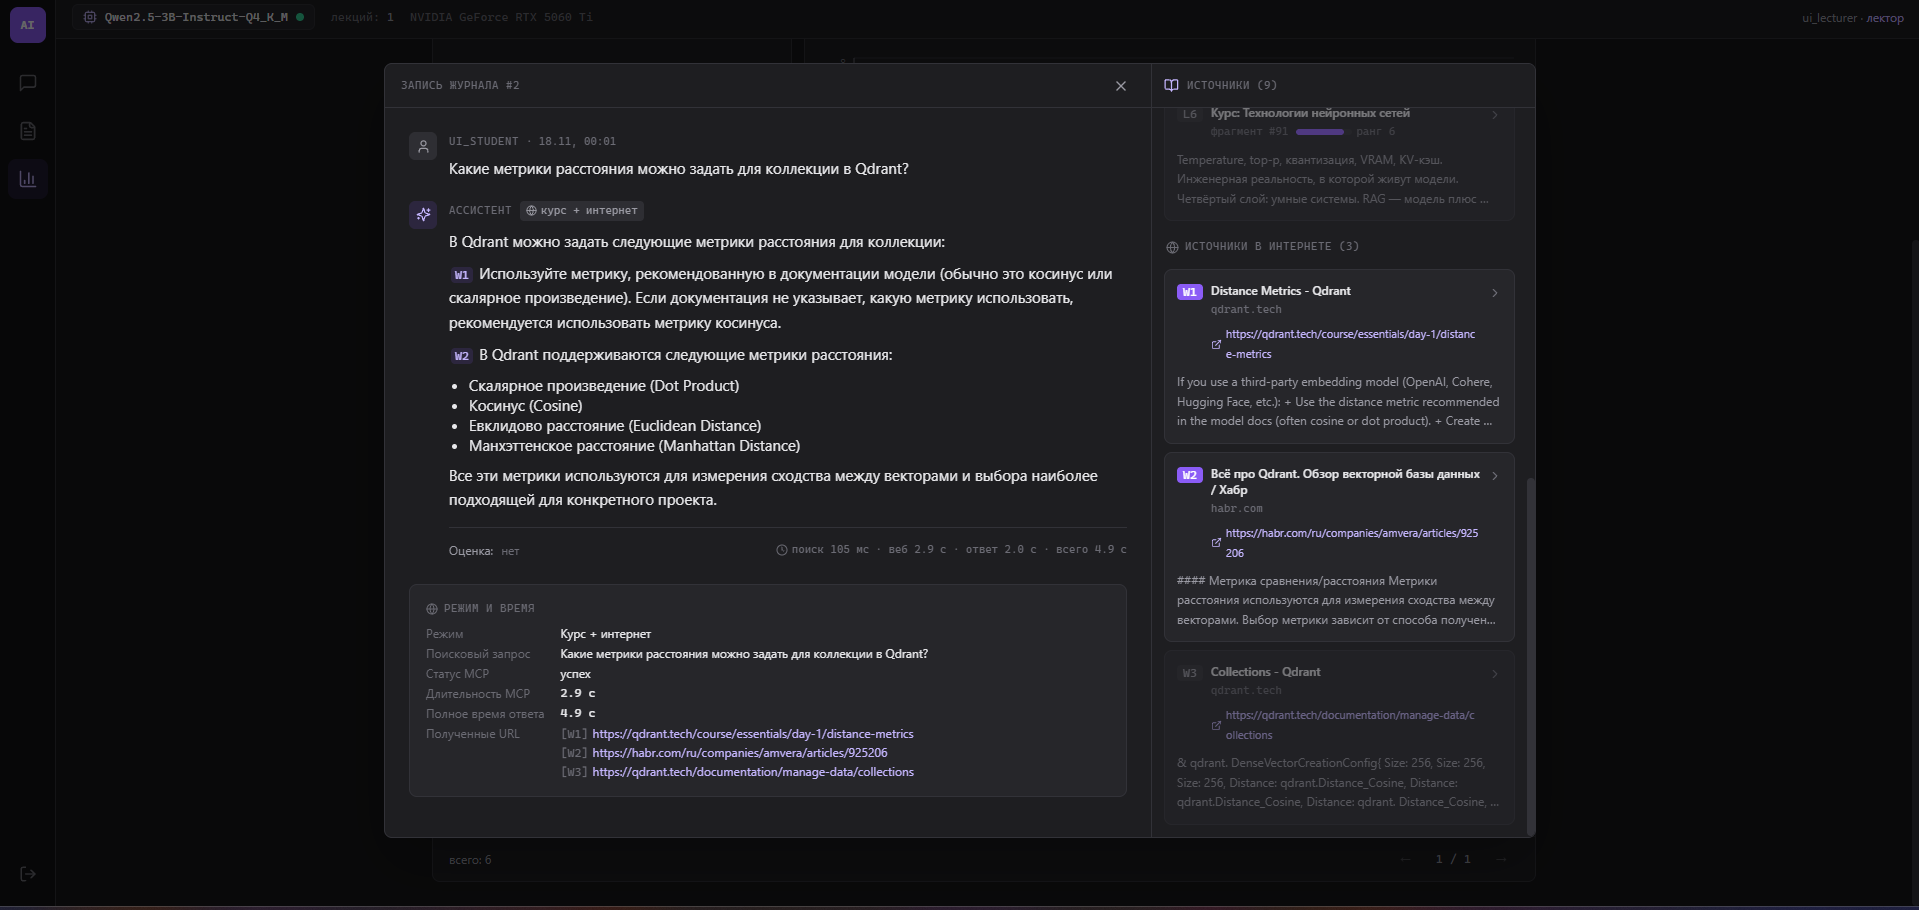 AI
Qwen2.5-3B-Instruct-Q4_K_M
лекций: 1
NVIDIA GeForce RTX 5060 Ti
ui_lecturer · лектор
ЗАПИСЬ ЖУРНАЛА #2
UI_STUDENT · 18.11, 00:01
Какие метрики расстояния можно задать для коллекции в Qdrant?
АССИСТЕНТ
курс + интернет
В Qdrant можно задать следующие метрики расстояния для коллекции:
W1 Используйте метрику, рекомендованную в документации модели (обычно это косинус или
скалярное произведение). Если документация не указывает, какую метрику использовать,
рекомендуется использовать метрику косинуса.
W2 В Qdrant поддерживаются следующие метрики расстояния:
• Скалярное произведение (Dot Product)
• Косинус (Cosine)
• Евклидово расстояние (Euclidean Distance)
• Манхэттенское расстояние (Manhattan Distance)
Все эти метрики используются для измерения сходства между векторами и выбора наиболее
подходящей для конкретного проекта.
Оценка: нет
поиск 105 мс · веб 2.9 с · ответ 2.0 с · всего 4.9 с
РЕЖИМ И ВРЕМЯ
Режим Курс + интернет
Поисковый запрос Какие метрики расстояния можно задать для коллекции в Qdrant?
Статус MCP успех
Длительность MCP 2.9 с
Полное время ответа 4.9 с
Полученные URL [W1] https://qdrant.tech/course/essentials/day-1/distance-metrics
[W2] https://habr.com/ru/companies/amvera/articles/925206
[W3] https://qdrant.tech/documentation/manage-data/collections
ИСТОЧНИКИ (9)
L6 Курс: Технологии нейронных сетей
фрагмент #91 ранг 6
Temperature, top-p, квантизация, VRAM, KV-кэш.
Инженерная реальность, в которой живут модели.
Четвёртый слой: умные системы. RAG — модель плюс ...
ИСТОЧНИКИ В ИНТЕРНЕТЕ (3)
W1 Distance Metrics - Qdrant
qdrant.tech
https://qdrant.tech/course/essentials/day-1/distanc
e-metrics
If you use a third-party embedding model (OpenAI, Cohere,
Hugging Face, etc.): + Use the distance metric recommended
in the model docs (often cosine or dot product). + Create ...
W2 Всё про Qdrant. Обзор векторной базы данных
/ Хабр
habr.com
https://habr.com/ru/companies/amvera/articles/925
206
#### Метрика сравнения/расстояния Метрики
расстояния используются для измерения сходства между
векторами. Выбор метрики зависит от способа получен...
W3 Collections - Qdrant
qdrant.tech
https://qdrant.tech/documentation/manage-data/c
ollections
& qdrant. DenseVectorCreationConfig{ Size: 256, Size: 256,
Size: 256, Distance: qdrant.Distance_Cosine, Distance:
qdrant.Distance_Cosine, Distance: qdrant. Distance_Cosine, ...
всего: 6
← 1 / 1 →